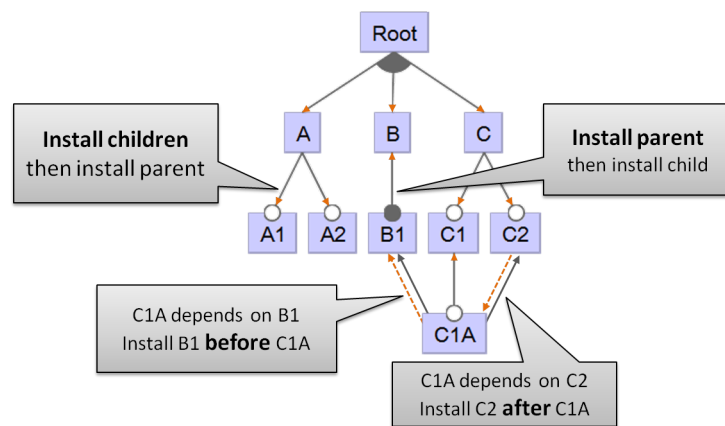 Root
A
B
C
Install children
then install parent
Install parent
then install child
A1
A2
B1
C1
C2
C1A depends on B1
Install B1 before C1A
C1A
C1A depends on C2
Install C2 after C1A